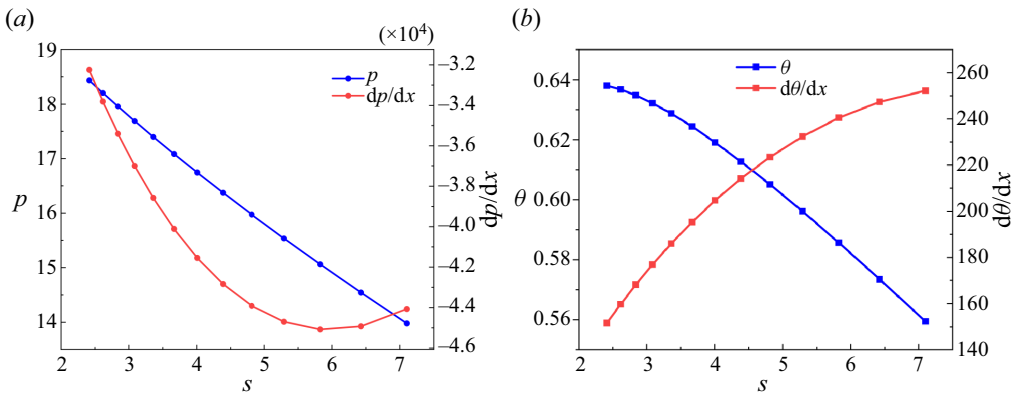 (a)
(×10⁴)
19
18
17
16
15
14
p
p
dp/dx
−3.2
−3.4
−3.6
−3.8
−4.0
−4.2
−4.4
−4.6
dp/dx
2 3 4 5 6 7
s
(b)
0.64
0.62
0.60
0.58
0.56
θ
θ
dθ/dx
260
240
220
200
180
160
140
dθ/dx
2 3 4 5 6 7
s